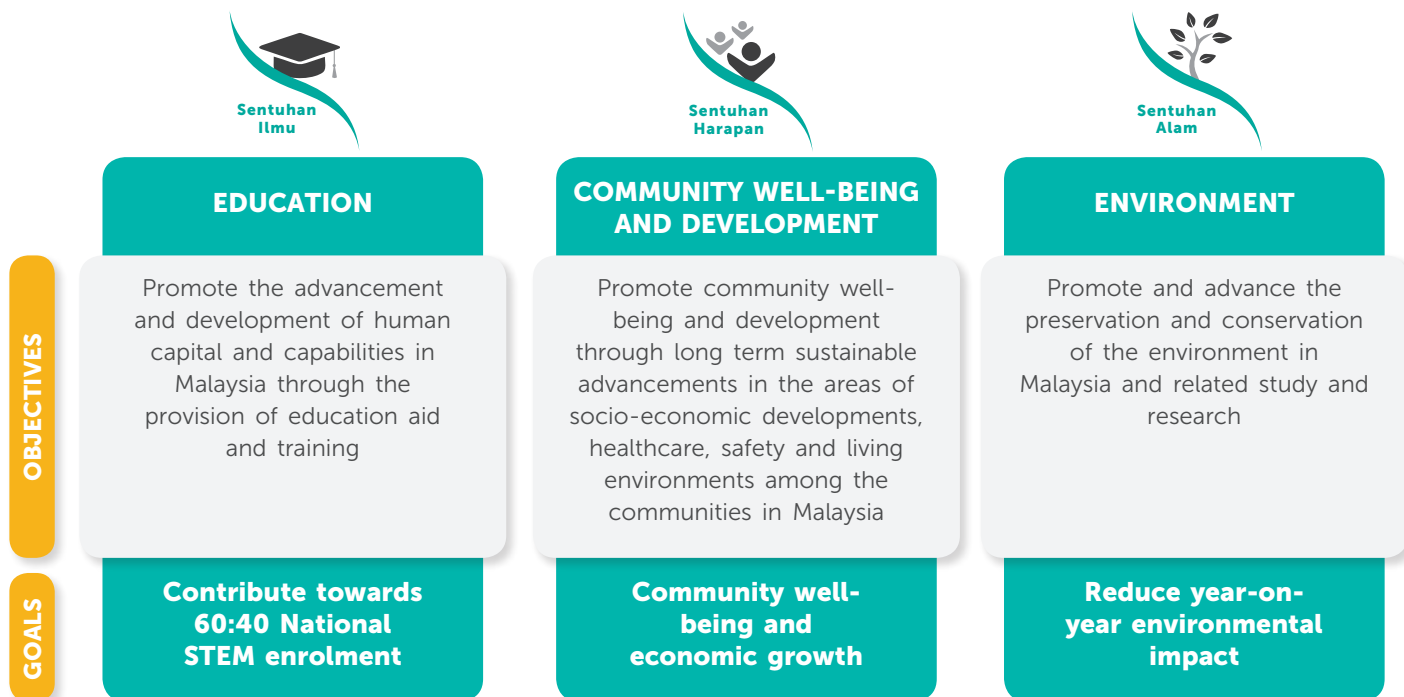 Sentuhan
Ilmu
Sentuhan
Harapan
Sentuhan
Alam
EDUCATION
COMMUNITY WELL-BEING
AND DEVELOPMENT
ENVIRONMENT
OBJECTIVES
Promote the advancement
and development of human
capital and capabilities in
Malaysia through the
provision of education aid
and training
Promote community well-
being and development
through long term sustainable
advancements in the areas of
socio-economic developments,
healthcare, safety and living
environments among the
communities in Malaysia
Promote and advance the
preservation and conservation
of the environment in
Malaysia and related study and
research
GOALS
Contribute towards
60:40 National
STEM enrolment
Community well-
being and
economic growth
Reduce year-on-
year environmental
impact